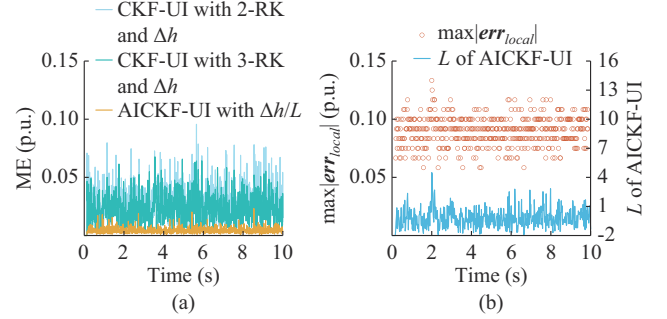 CKF-UI with 2-RK
and Δh
CKF-UI with 3-RK
and Δh
AICKF-UI with Δh/L
ME (p.u.)
0.15
0.10
0.05
0
2
4
6
8
10
Time (s)
(a)
max|err_local|
L of AICKF-UI
max|err_local| (p.u.)
0.15
0.10
0.05
0
2
4
6
8
10
Time (s)
16
13
10
7
4
1
-2
L of AICKF-UI
(b)